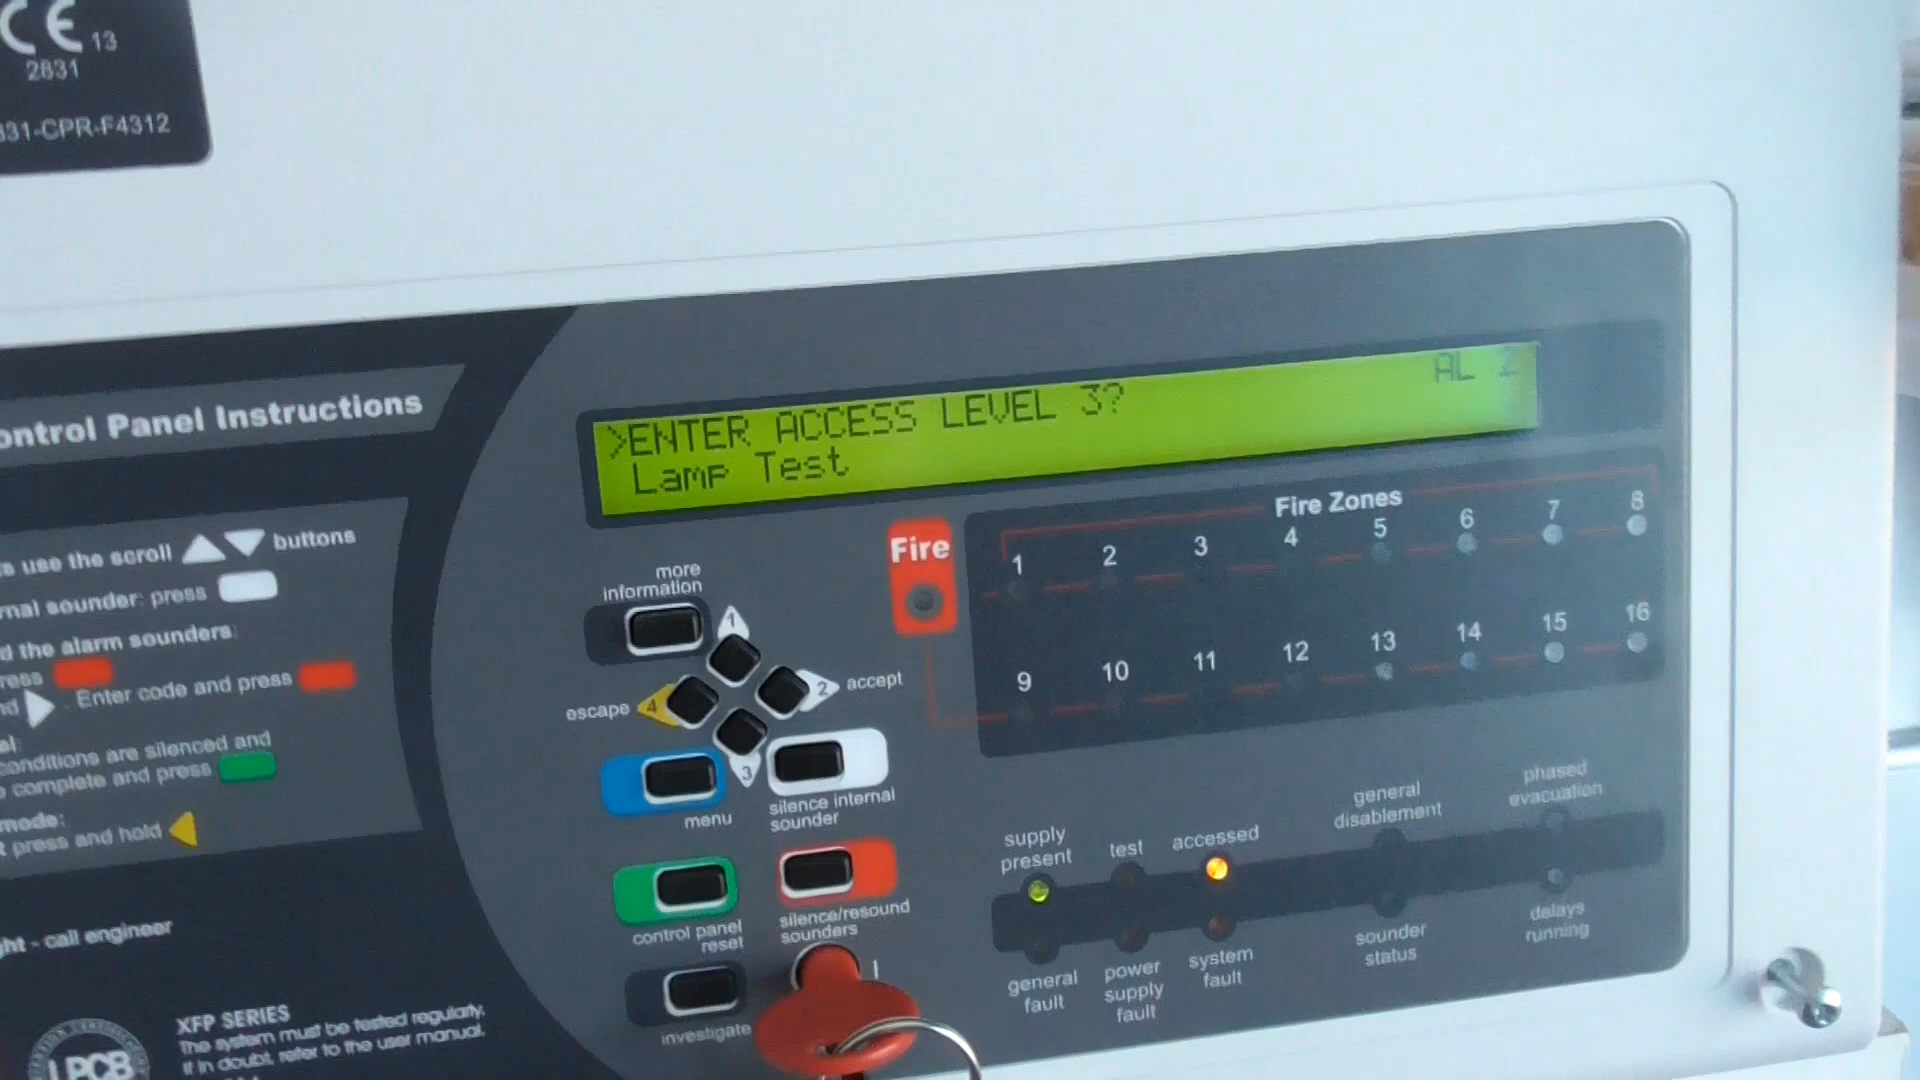 CE 13
2831
831-CPR-F4312
ontrol Panel Instructions
s use the scroll buttons
rnal sounder: press
d the alarm sounders:
ress
nd . Enter code and press
el:
conditions are silenced and
complete and press
mode:
press and hold
ht - call engineer
LPCB
XFP SERIES
The system must be tested regularly.
If in doubt, refer to the user manual.
>ENTER ACCESS LEVEL 3?
AL 2
Lamp Test
Fire
Fire Zones
1 2 3 4 5 6 7 8
9 10 11 12 13 14 15 16
more
information
1
2 accept
escape 4
3
menu
silence internal
sounder
control panel
reset
silence/resound
sounders
investigate
I
supply
present
test
accessed
general
disablement
phased
evacuation
general
fault
power
supply
fault
system
fault
sounder
status
delays
running